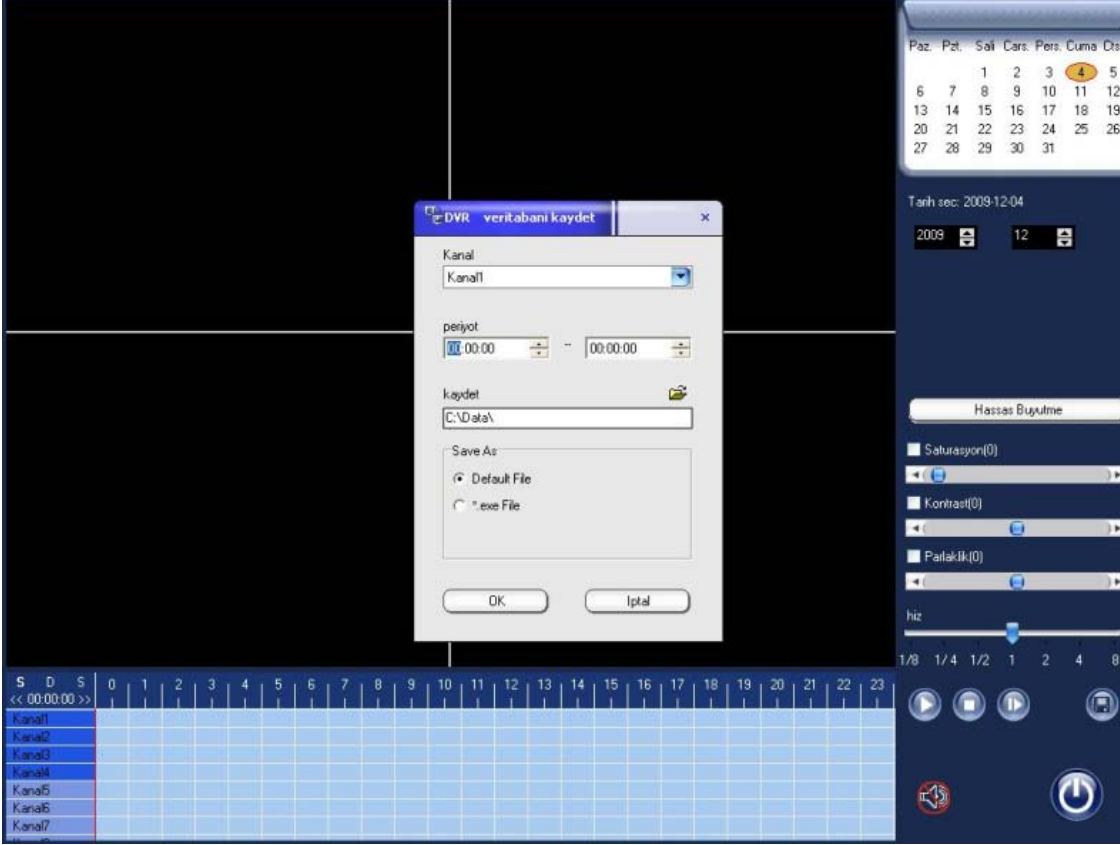 Paz. Pzt. Sali Cars. Pers. Cuma Cts
1 2 3 4 5
6 7 8 9 10 11 12
13 14 15 16 17 18 19
20 21 22 23 24 25 26
27 28 29 30 31
Tarih sec: 2009-12-04
2009 12
DVR veritabani kaydet
Kanal
Kanal1
periyot
00:00:00 -- 00:00:00
kaydet
C:\Data\
Save As
Default File
*.exe File
OK Iptal
Hassas Buyutme
Saturasyon(0)
Kontrast(0)
Parlaklik(0)
hiz
1/8 1/4 1/2 1 2 4 8
S D S
<< 00:00:00 >>
0 1 2 3 4 5 6 7 8 9 10 11 12 13 14 15 16 17 18 19 20 21 22 23
Kanal1
Kanal2
Kanal3
Kanal4
Kanal5
Kanal6
Kanal7